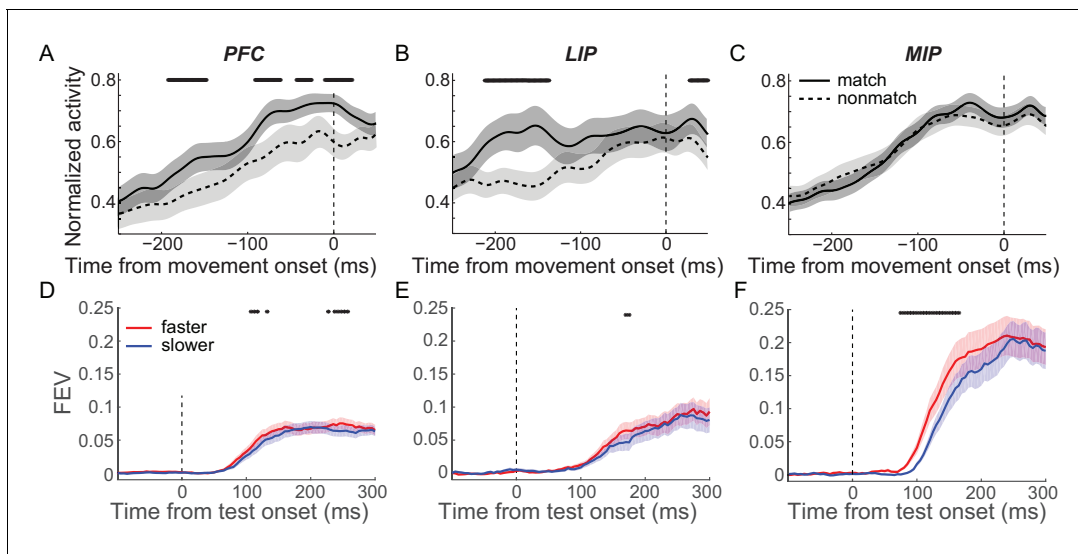 A
PFC
B
LIP
C
MIP
Normalized activity
0.8
0.6
0.4
−200
−100
0
Time from movement onset (ms)
0.8
0.6
0.4
−200
−100
0
Time from movement onset (ms)
match
nonmatch
0.8
0.6
0.4
−200
−100
0
Time from movement onset (ms)
D
FEV
0.25
0.2
0.15
0.1
0.05
0
faster
slower
0
100
200
300
Time from test onset (ms)
E
0.25
0.2
0.15
0.1
0.05
0
0
100
200
300
Time from test onset (ms)
F
0.25
0.2
0.15
0.1
0.05
0
0
100
200
300
Time from test onset (ms)